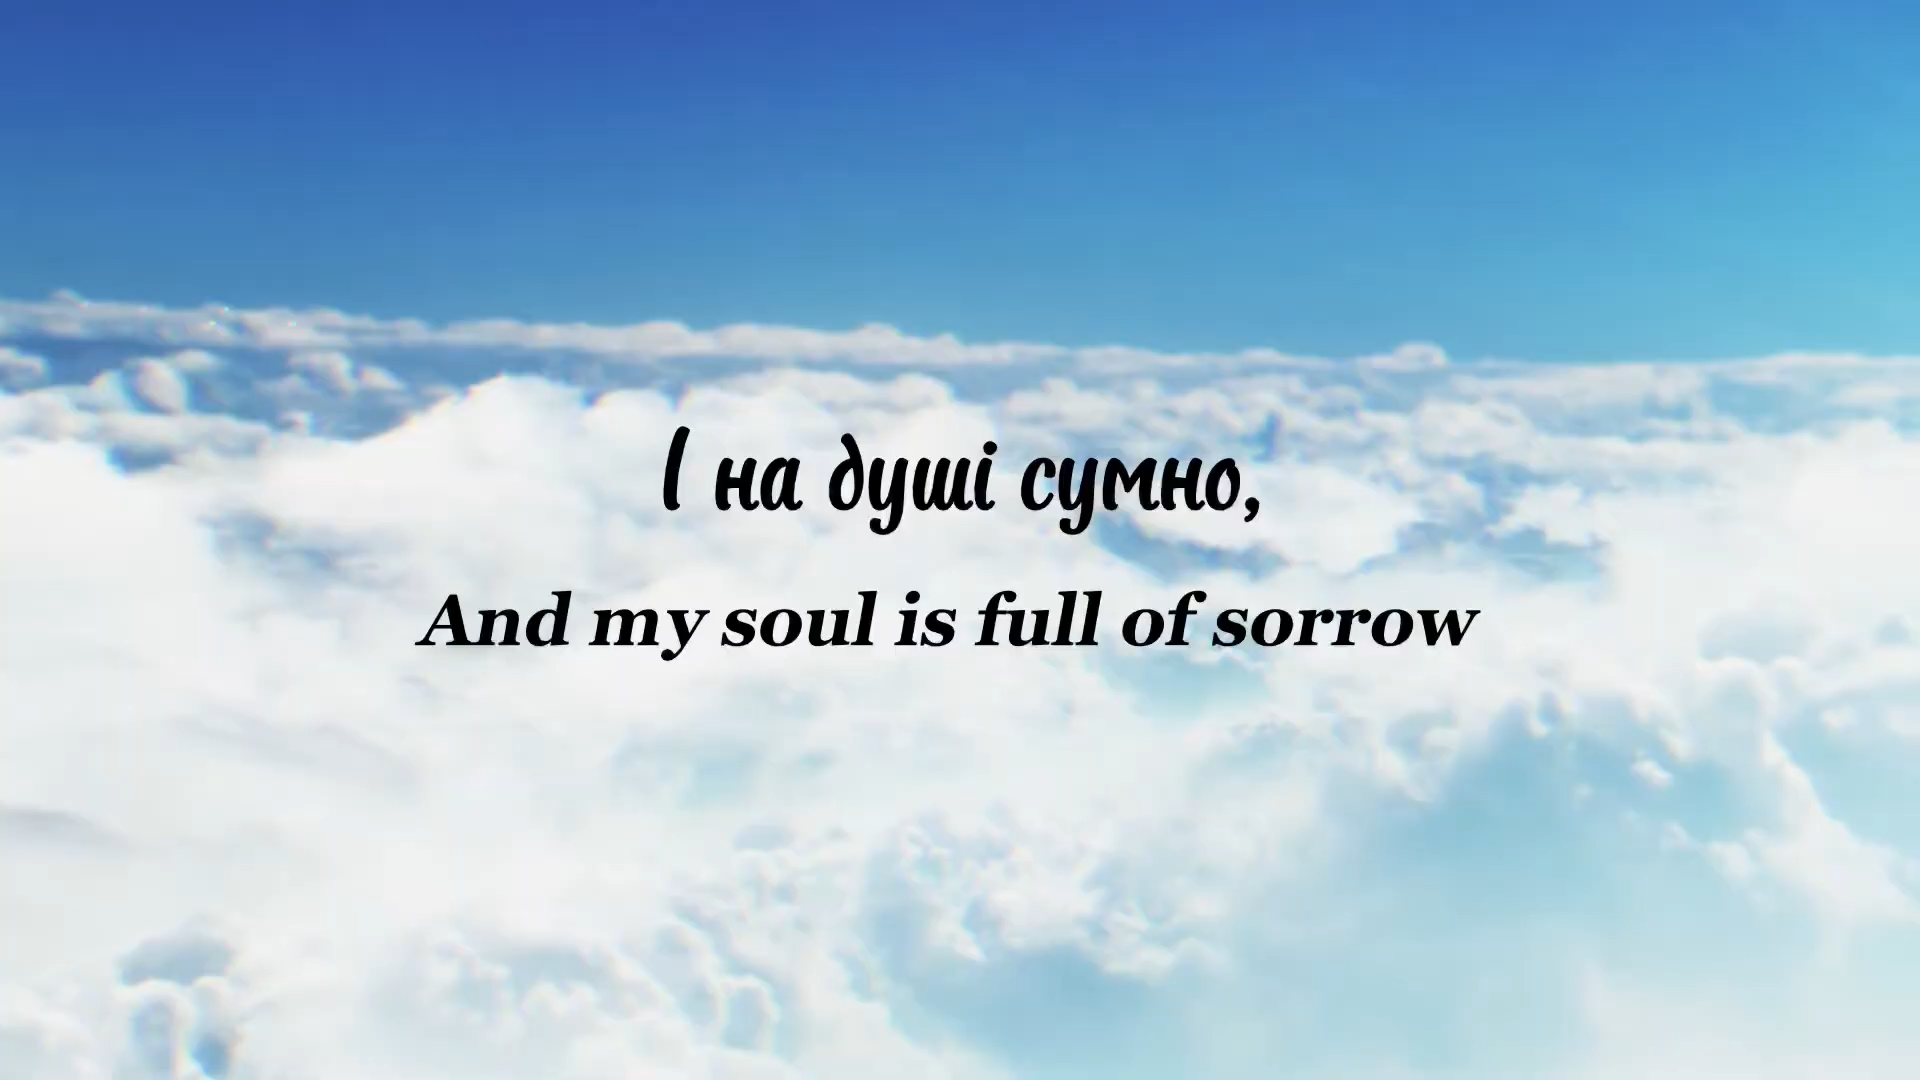 І на душі сумно,
And my soul is full of sorrow